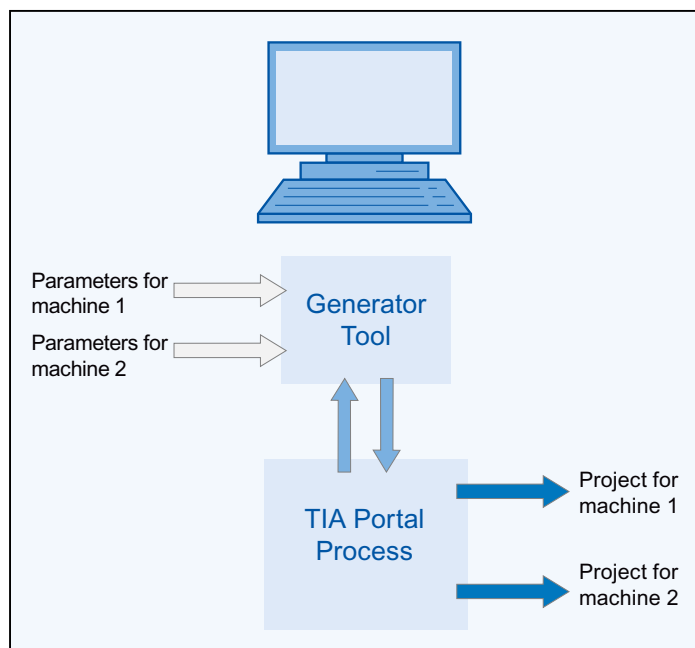 Parameters for
machine 1
Generator
Tool
Parameters for
machine 2
TIA Portal
Process
Project for
machine 1
Project for
machine 2